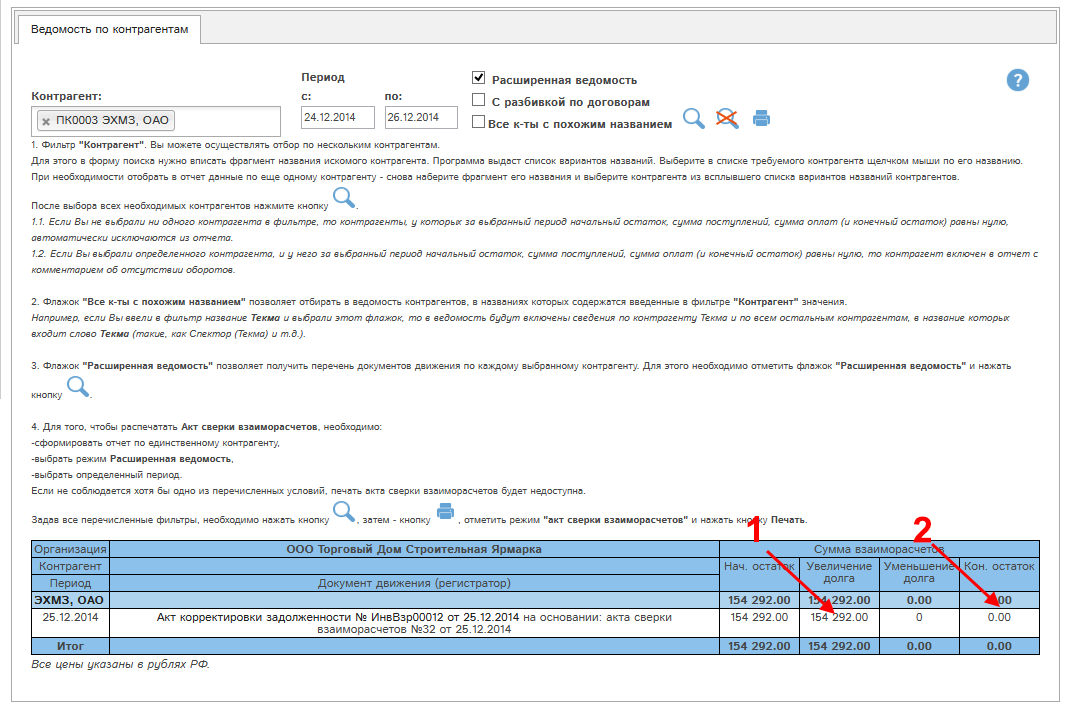 Ведомость по контрагентам
Период
Расширенная ведомость
?
Контрагент:
с:
по:
С разбивкой по договорам
ПК0003 ЭХМЗ, ОАО
24.12.2014
26.12.2014
Все к-ты с похожим названием
1. Фильтр "Контрагент". Вы можете осуществлять отбор по нескольким контрагентам.
Для этого в форму поиска нужно вписать фрагмент названия искомого контрагента. Программа выдаст список вариантов названий. Выберите в списке требуемого контрагента щелчком мыши по его названию.
При необходимости отобрать в отчет данные по еще одному контрагенту - снова наберите фрагмент его названия и выберите контрагента из всплывшего списка вариантов названий контрагентов.
После выбора всех необходимых контрагентов нажмите кнопку .
1.1. Если Вы не выбрали ни одного контрагента в фильтре, то контрагенты, у которых за выбранный период начальный остаток, сумма поступлений, сумма оплат (и конечный остаток) равны нулю,
автоматически исключаются из отчета.
1.2. Если Вы выбрали определенного контрагента, и у него за выбранный период начальный остаток, сумма поступлений, сумма оплат (и конечный остаток) равны нулю, то контрагент включен в отчет с
комментарием об отсутствии оборотов.
2. Флажок "Все к-ты с похожим названием" позволяет отбирать в ведомость контрагентов, в названиях которых содержатся введенные в фильтре "Контрагент" значения.
Например, если Вы ввели в фильтр название Текма и выбрали этот флажок, то в ведомость будут включены сведения по контрагенту Текма и по всем остальным контрагентам, в название которых
входит слово Текма (такие, как Спектор (Текма) и т.д.).
3. Флажок "Расширенная ведомость" позволяет получить перечень документов движения по каждому выбранному контрагенту. Для этого необходимо отметить флажок "Расширенная ведомость" и нажать
кнопку .
4. Для того, чтобы распечатать Акт сверки взаиморасчетов, необходимо:
-сформировать отчет по единственному контрагенту,
-выбрать режим Расширенная ведомость,
-выбрать определенный период.
Если не соблюдается хотя бы одно из перечисленных условий, печать акта сверки взаиморасчетов будет недоступна.
Задав все перечисленные фильтры, необходимо нажать кнопку , затем - кнопку , отметить режим "акт сверки взаиморасчетов" и нажать кнопку Печать.
1
2
Организация
ООО Торговый Дом Строительная Ярмарка
Сумма взаиморасчетов
Контрагент
Нач. остаток
Увеличение
долга
Уменьшение
долга
Кон. остаток
Период
Документ движения (регистратор)
ЭХМЗ, ОАО
154 292.00
154 292.00
0.00
0.00
25.12.2014
Акт корректировки задолженности № ИнвВзр00012 от 25.12.2014 на основании: акта сверки
взаиморасчетов №32 от 25.12.2014
154 292.00
154 292.00
0
0.00
Итог
154 292.00
154 292.00
0.00
0.00
Все цены указаны в рублях РФ.